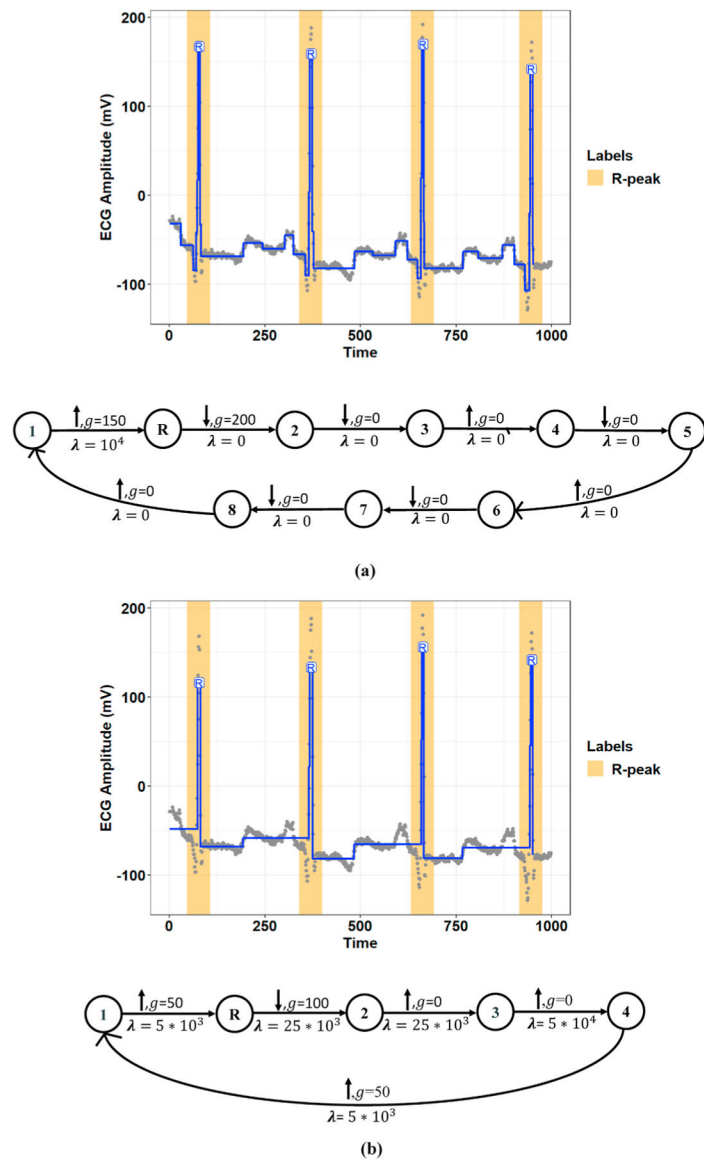 200
100
0
-100
ECG Amplitude (mV)
R R R R
0 250 500 750 1000
Time
Labels
R-peak
↑,g=150 ↓,g=200 ↓,g=0 ↑,g=0 ↓,g=0
1 R 2 3 4 5
λ = 10⁴ λ = 0 λ = 0 λ = 0 λ = 0
↑,g=0 ↓,g=0 ↓,g=0 ↑,g=0
8 7 6
λ = 0 λ = 0 λ = 0 λ = 0
(a)
200
100
0
-100
ECG Amplitude (mV)
R R R R
0 250 500 750 1000
Time
Labels
R-peak
↑,g=50 ↓,g=100 ↑,g=0 ↑,g=0
1 R 2 3 4
λ = 5 * 10³ λ = 25 * 10³ λ = 25 * 10³ λ= 5 * 10⁴
↑,g=50
λ= 5 * 10³
(b)